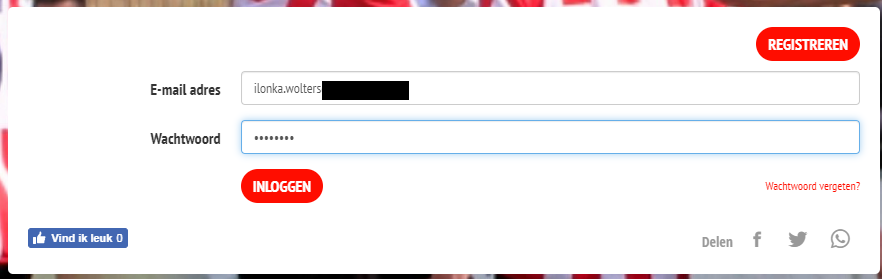 REGISTREREN
E-mail adres ilonka.wolters
Wachtwoord ••••••••
INLOGGEN Wachtwoord vergeten?
Vind ik leuk 0 Delen